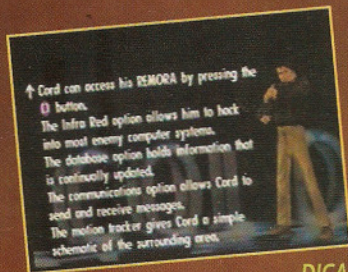 ↑ Cord can access his REMORA by pressing the
O button.
The Infra Red option allows him to hack
into most enemy computer systems.
The database option holds information that
is continually updated.
The communications option allows Cord to
send and receive messages.
The motion tracker gives Cord a simple
schematic of the surrounding area.